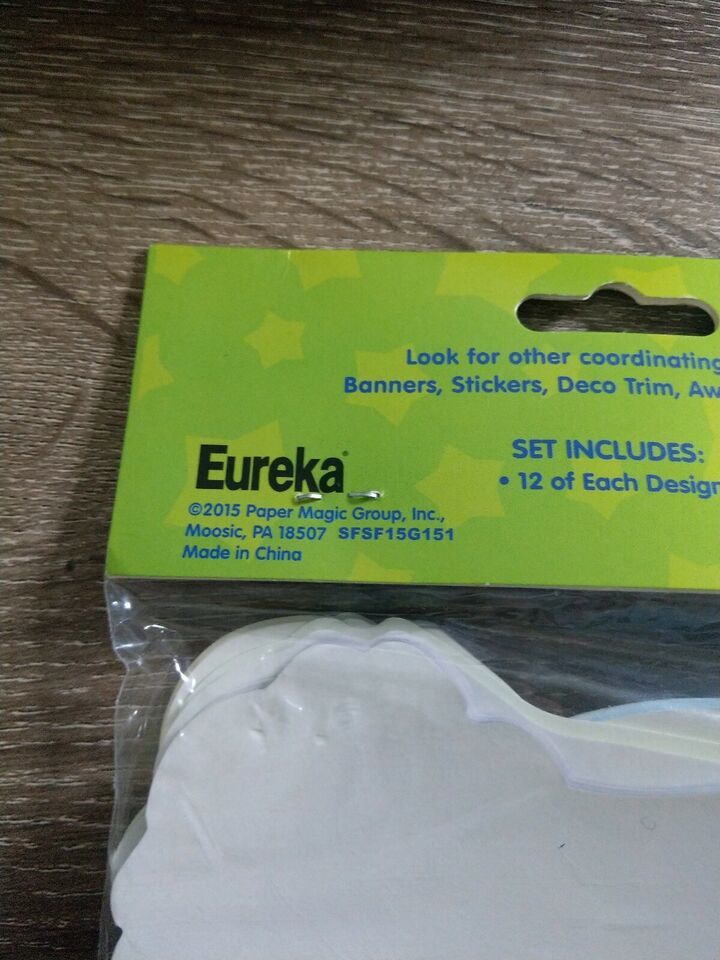 Look for other coordinating
Banners, Stickers, Deco Trim,
Eureka
SET INCLUDES:
• 12 of Each Design
©2015 Paper Magic Group, Inc.,
Moosic, PA 18507 SFSF15G151
Made in China